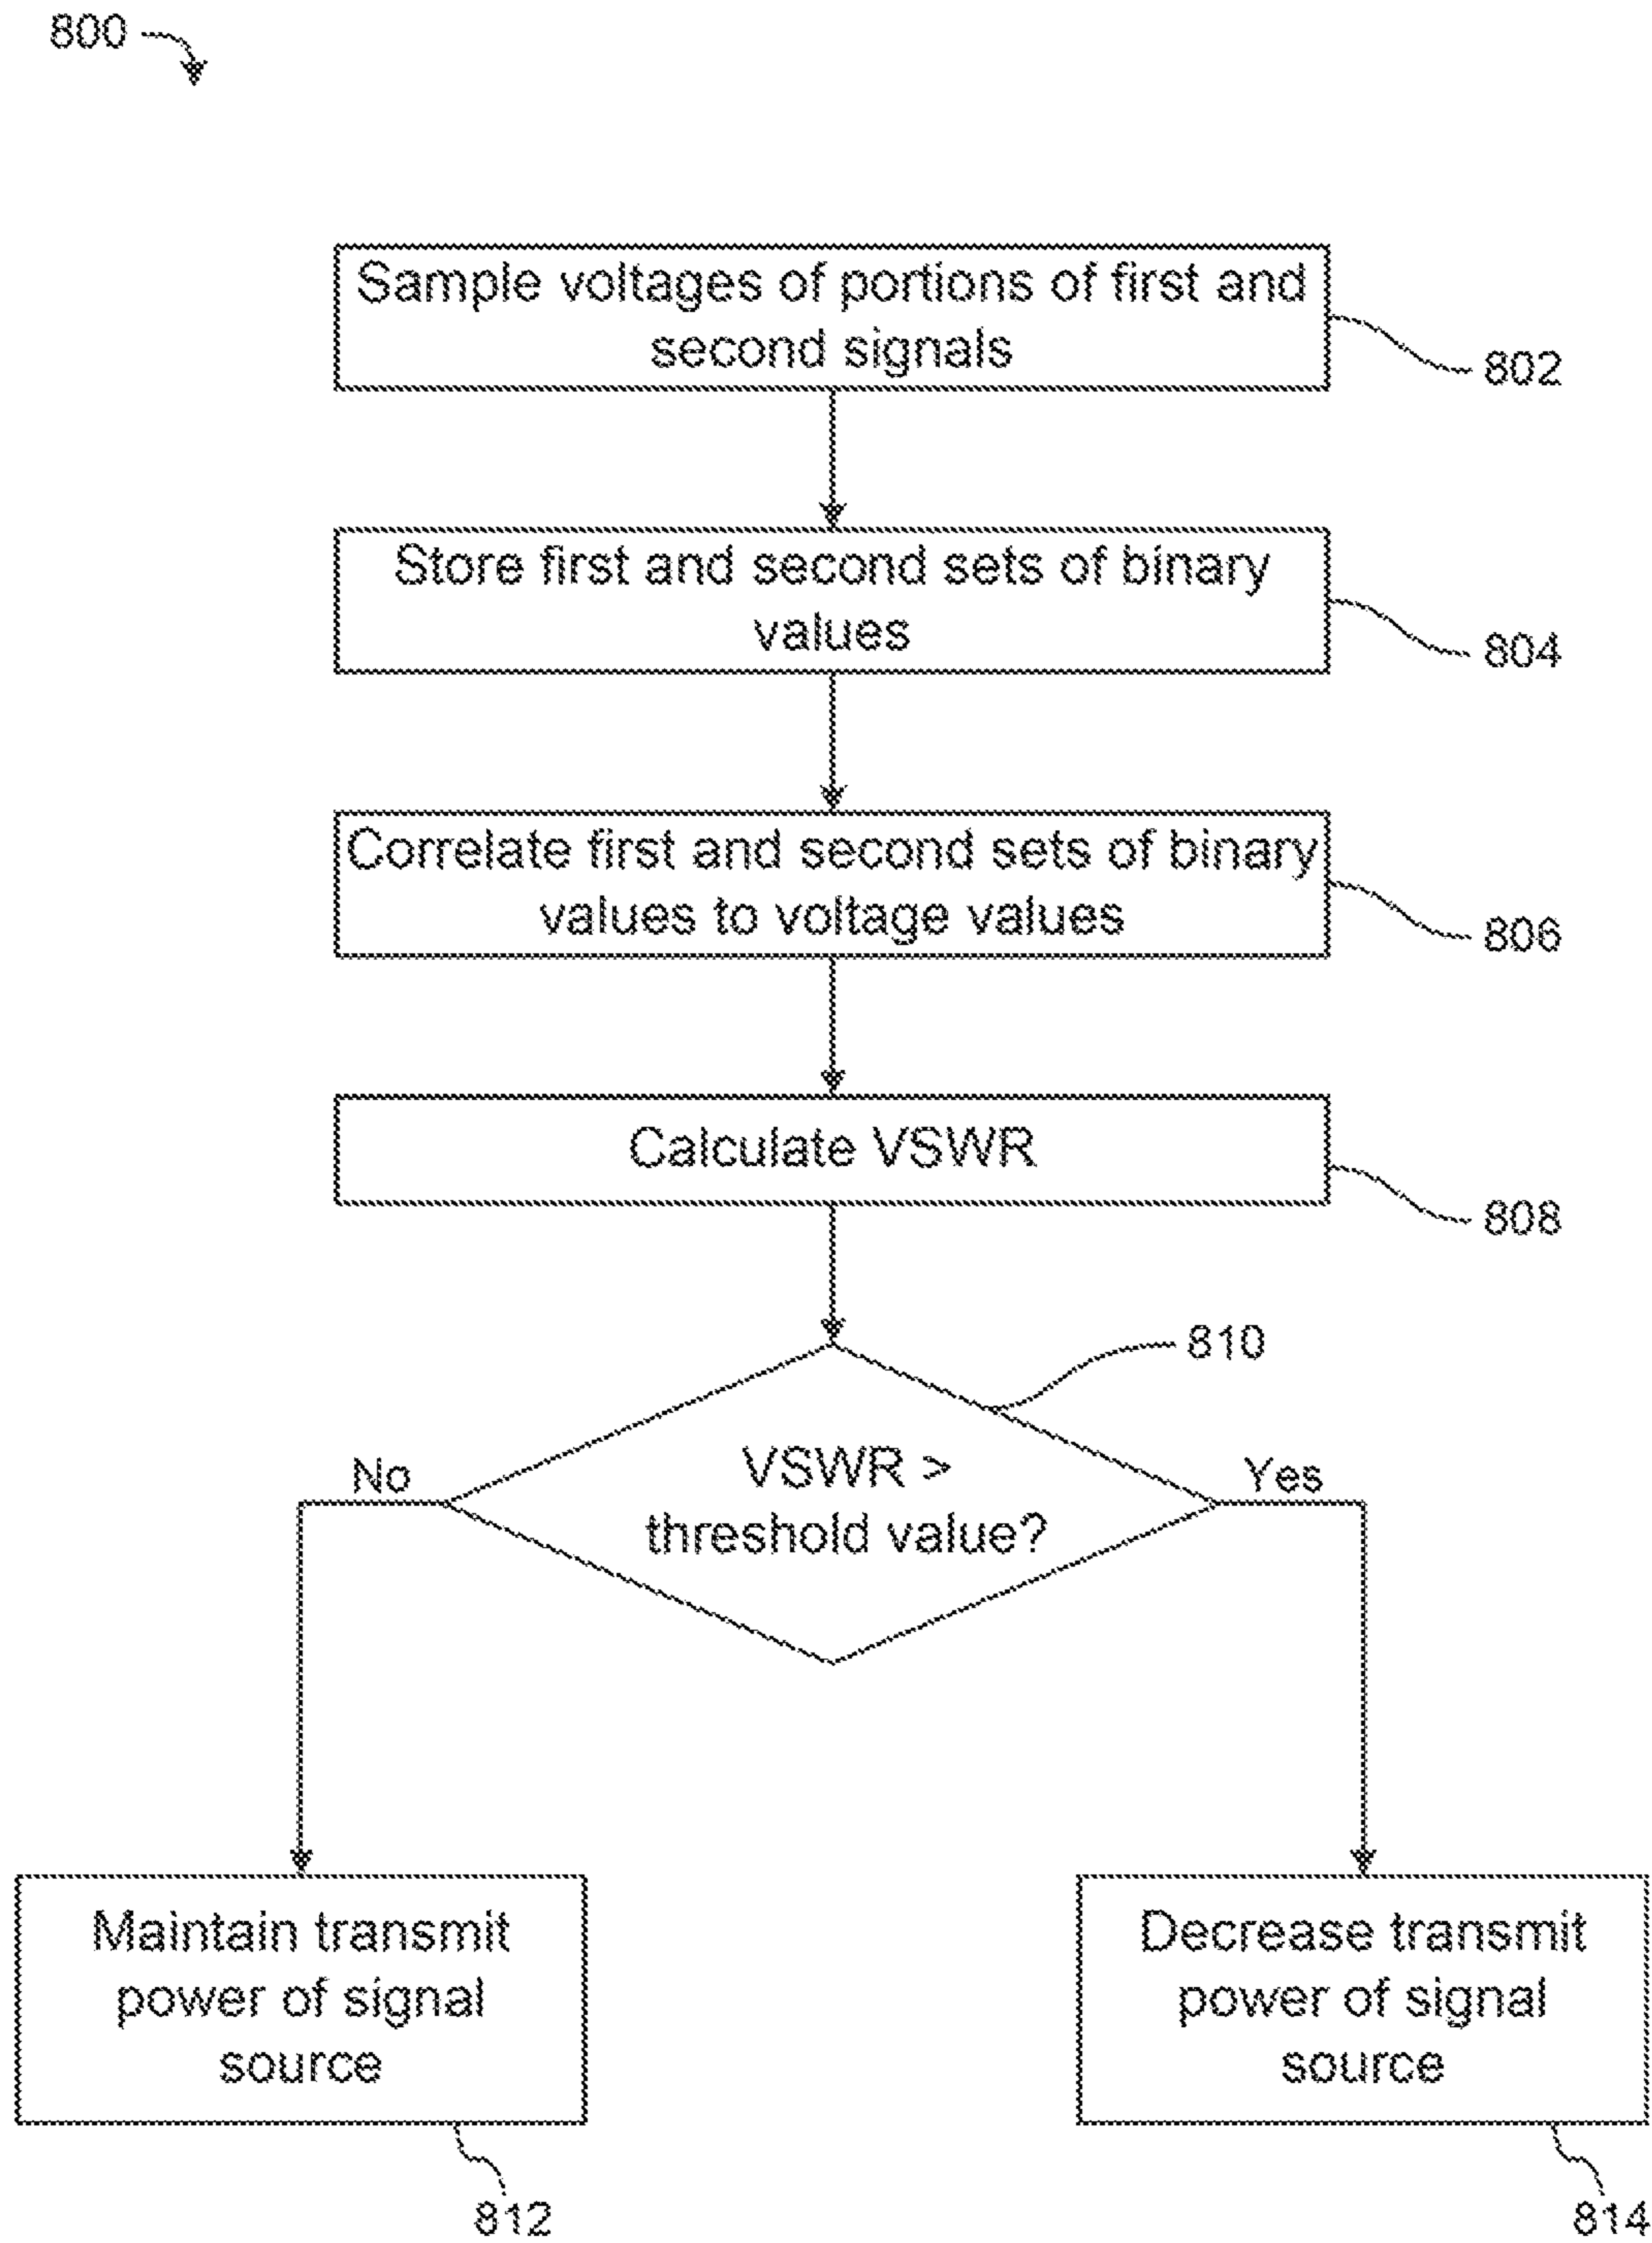 800
Sample voltages of portions of first and
second signals
802
Store first and second sets of binary
values
804
Correlate first and second sets of binary
values to voltage values
806
Calculate VSWR
808
810
VSWR >
threshold value?
No
Yes
Maintain transmit
power of signal
source
812
Decrease transmit
power of signal
source
814